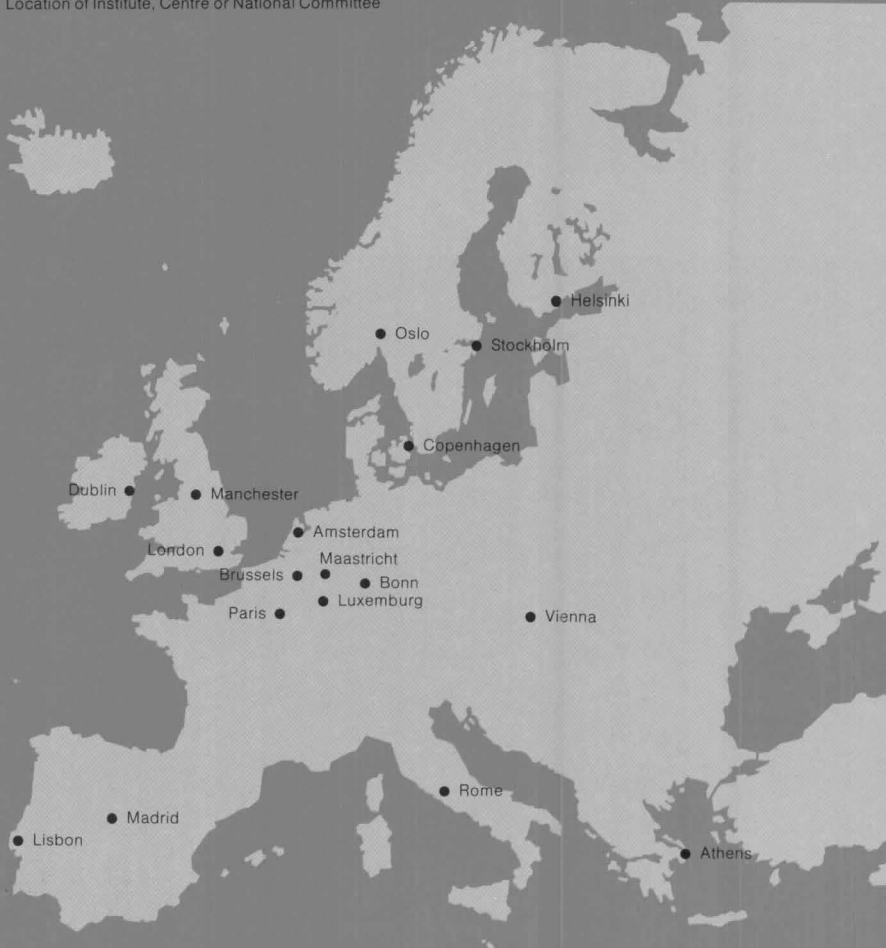 Location of Institute, Centre or National Committee
Helsinki
Oslo
Stockholm
Copenhagen
Dublin
Manchester
Amsterdam
London
Maastricht
Brussels
Bonn
Luxemburg
Paris
Vienna
Rome
Madrid
Lisbon
Athens